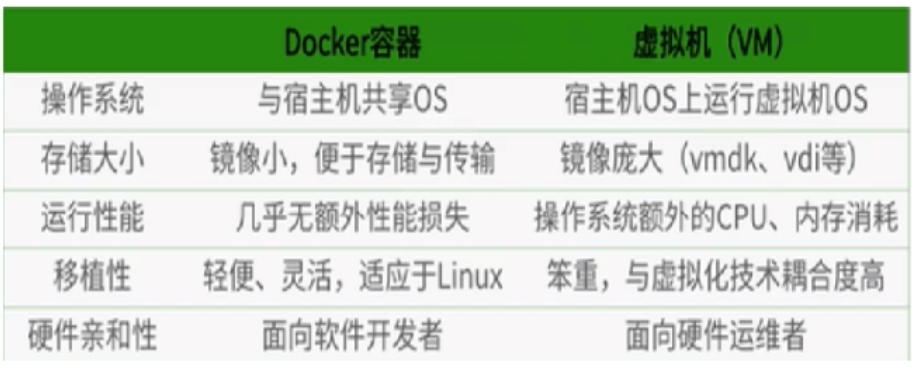 Docker容器 虚拟机（VM）
操作系统 与宿主机共享OS 宿主机OS上运行虚拟机OS
存储大小 镜像小，便于存储与传输 镜像庞大（vmdk、vdi等）
运行性能 几乎无额外性能损失 操作系统额外的CPU、内存消耗
移植性 轻便、灵活，适应于Linux 笨重，与虚拟化技术耦合度高
硬件亲和性 面向软件开发者 面向硬件运维者